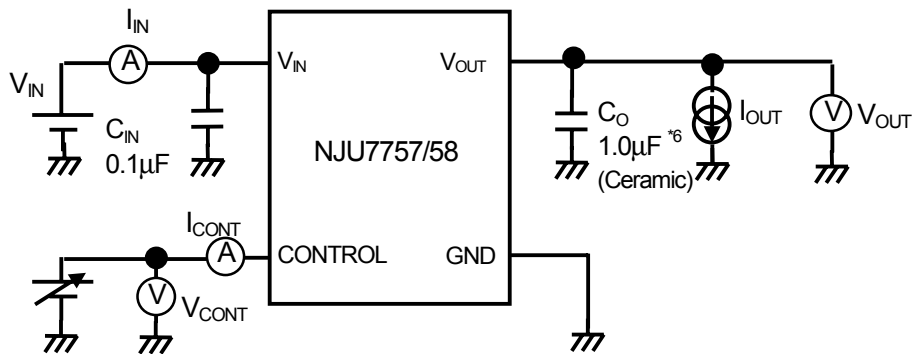 I_IN
A
V_IN
V_IN
C_IN
0.1µF
NJU7757/58
V_OUT
C_O
1.0µF *6
(Ceramic)
I_OUT
V
V_OUT
I_CONT
A
CONTROL
GND
V
V_CONT